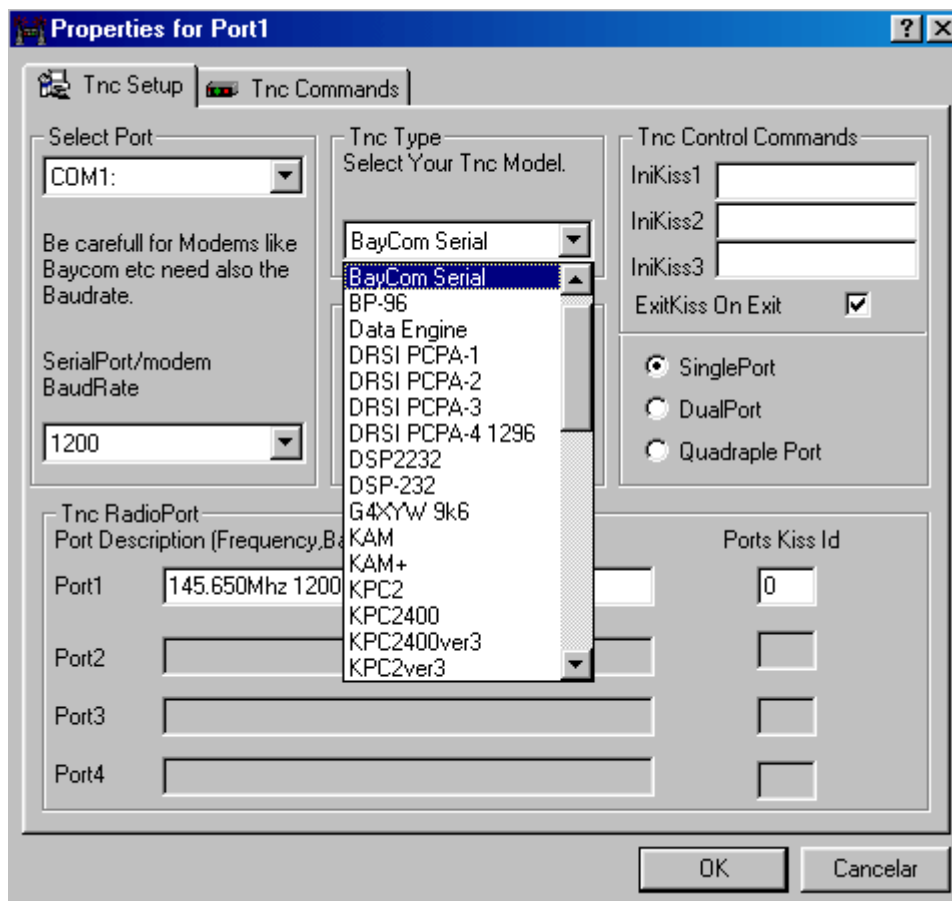 Properties for Port1
Tnc Setup
Tnc Commands
Select Port
COM1:
Be carefull for Modems like
Baycom etc need also the
Baudrate.
SerialPort/modem
BaudRate
1200
Tnc Type
Select Your Tnc Model.
BayCom Serial
BayCom Serial
BP-96
Data Engine
DRSI PCPA-1
DRSI PCPA-2
DRSI PCPA-3
DRSI PCPA-4 1296
DSP2232
DSP-232
G4XYW 9k6
KAM
KAM+
KPC2
KPC2400
KPC2400ver3
KPC2ver3
Tnc Control Commands
IniKiss1
IniKiss2
IniKiss3
ExitKiss On Exit
SinglePort
DualPort
Quadraple Port
Tnc RadioPort
Port Description (Frequency,Ba
Ports Kiss Id
Port1
145.650Mhz 1200
0
Port2
Port3
Port4
OK
Cancelar